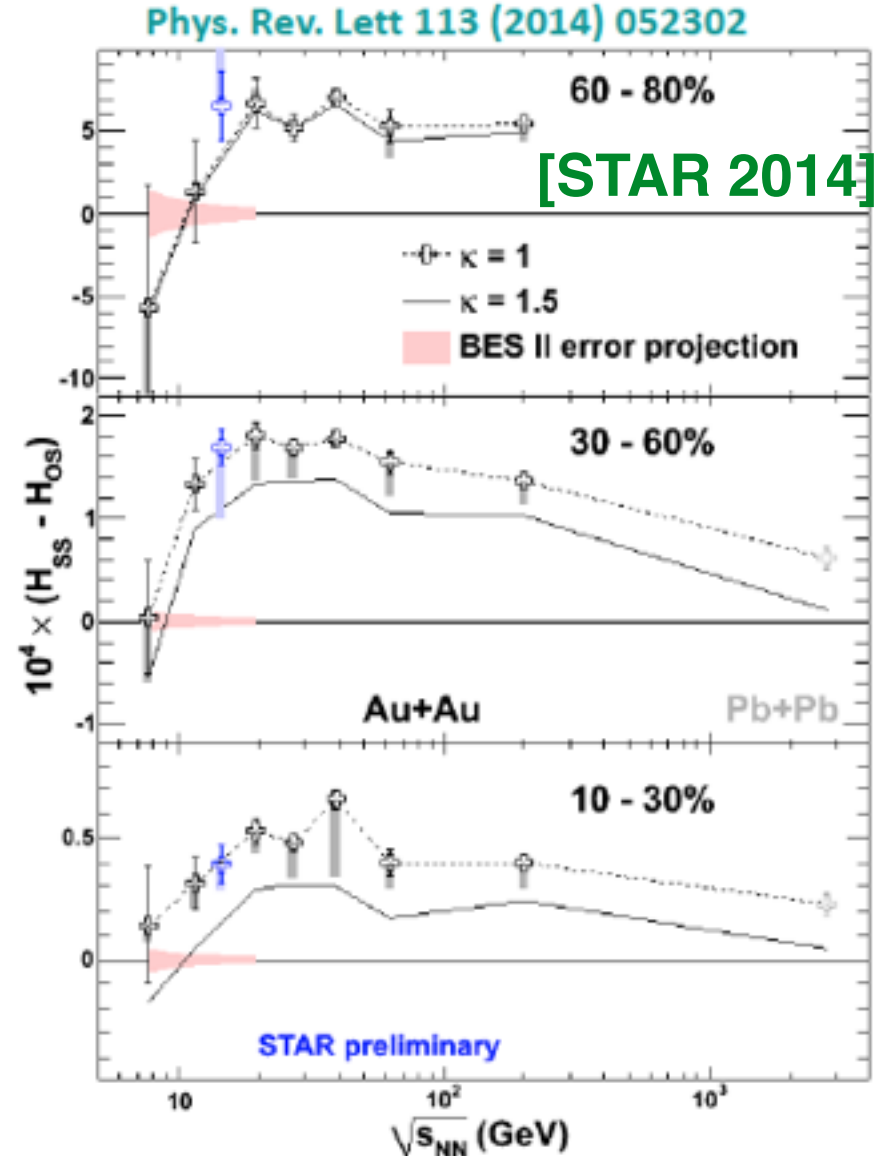 Phys. Rev. Lett 113 (2014) 052302
60 - 80%
[STAR 2014]
5
0
-5
-10
κ = 1
κ = 1.5
BES II error projection
10⁴ × (H_SS - H_OS)
2
1
0
-1
30 - 60%
Au+Au
Pb+Pb
0.5
0
10 - 30%
STAR preliminary
10
10²
10³
√s_NN (GeV)